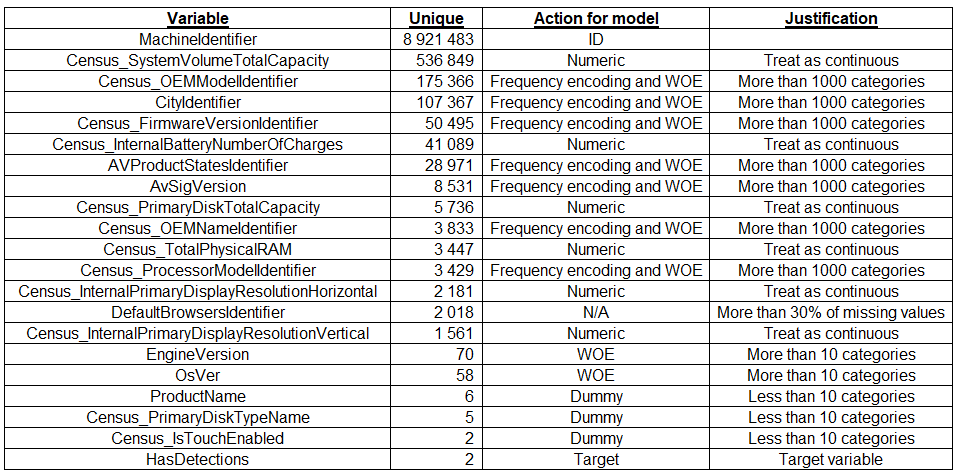 Variable Unique Action for model Justification
MachineIdentifier 8 921 483 ID
Census_SystemVolumeTotalCapacity 536 849 Numeric Treat as continuous
Census_OEMModelIdentifier 175 366 Frequency encoding and WOE More than 1000 categories
CityIdentifier 107 367 Frequency encoding and WOE More than 1000 categories
Census_FirmwareVersionIdentifier 50 495 Frequency encoding and WOE More than 1000 categories
Census_InternalBatteryNumberOfCharges 41 089 Numeric Treat as continuous
AVProductStatesIdentifier 28 971 Frequency encoding and WOE More than 1000 categories
AvSigVersion 8 531 Frequency encoding and WOE More than 1000 categories
Census_PrimaryDiskTotalCapacity 5 736 Numeric Treat as continuous
Census_OEMNameIdentifier 3 833 Frequency encoding and WOE More than 1000 categories
Census_TotalPhysicalRAM 3 447 Numeric Treat as continuous
Census_ProcessorModelIdentifier 3 429 Frequency encoding and WOE More than 1000 categories
Census_InternalPrimaryDisplayResolutionHorizontal 2 181 Numeric Treat as continuous
DefaultBrowsersIdentifier 2 018 N/A More than 30% of missing values
Census_InternalPrimaryDisplayResolutionVertical 1 561 Numeric Treat as continuous
EngineVersion 70 WOE More than 10 categories
OsVer 58 WOE More than 10 categories
ProductName 6 Dummy Less than 10 categories
Census_PrimaryDiskTypeName 5 Dummy Less than 10 categories
Census_IsTouchEnabled 2 Dummy Less than 10 categories
HasDetections 2 Target Target variable